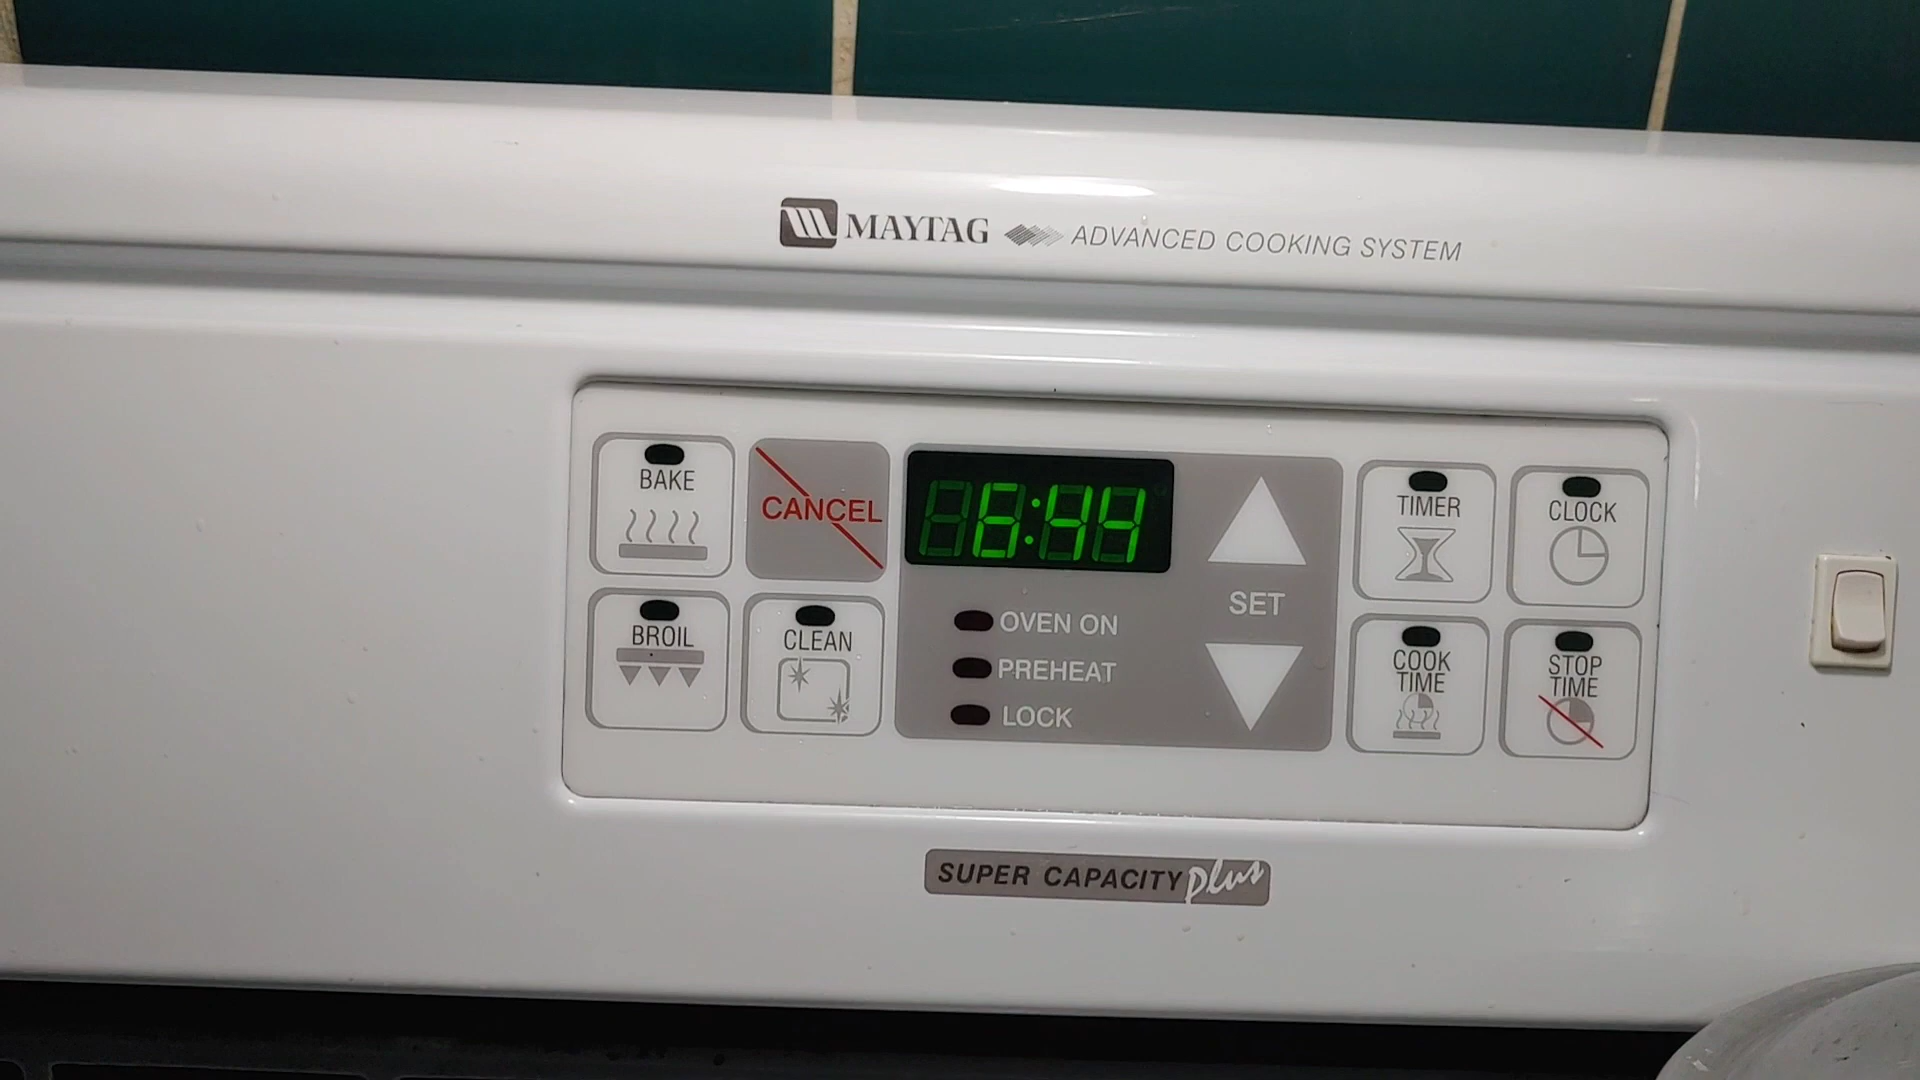 MAYTAG ADVANCED COOKING SYSTEM
BAKE
CANCEL
6:44
TIMER
CLOCK
SET
BROIL
CLEAN
OVEN ON
PREHEAT
LOCK
COOK
TIME
STOP
TIME
SUPER CAPACITY plus